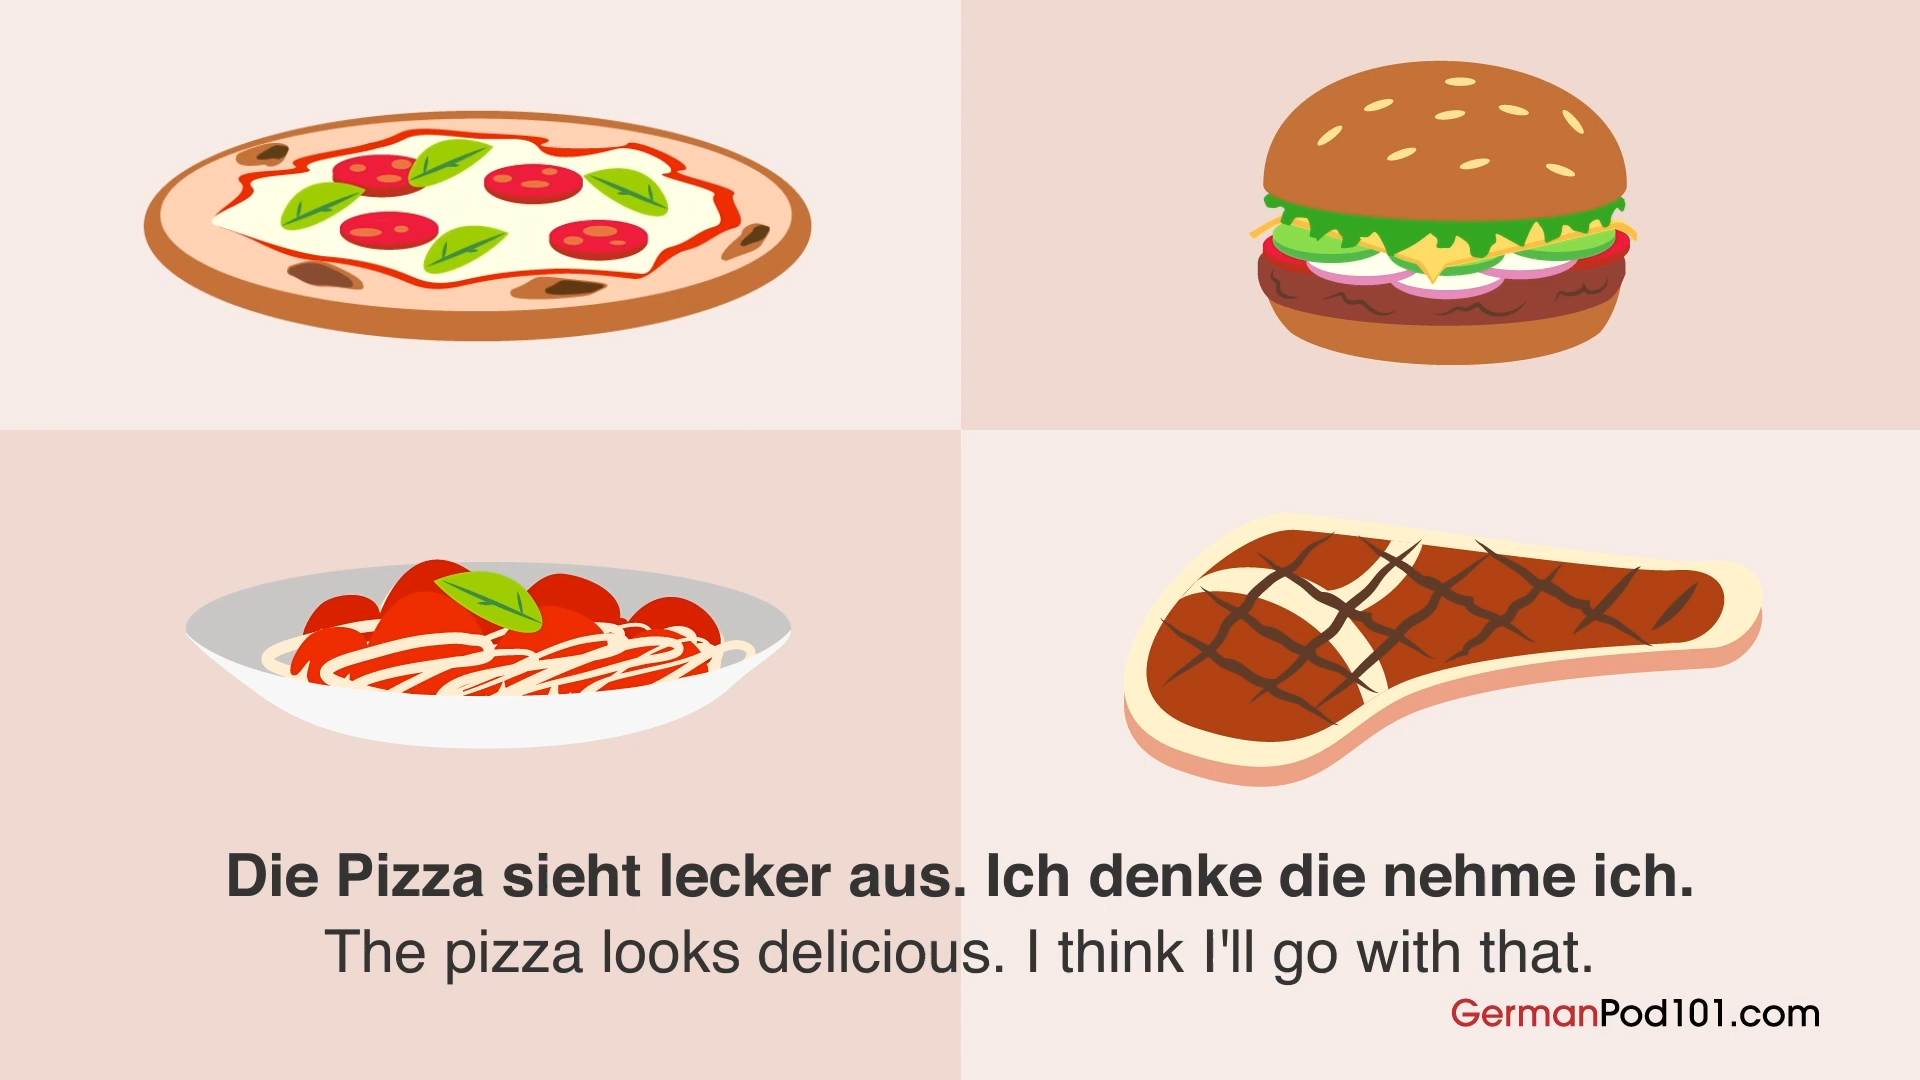 Die Pizza sieht lecker aus. Ich denke die nehme ich.
The pizza looks delicious. I think I'll go with that.
GermanPod101.com